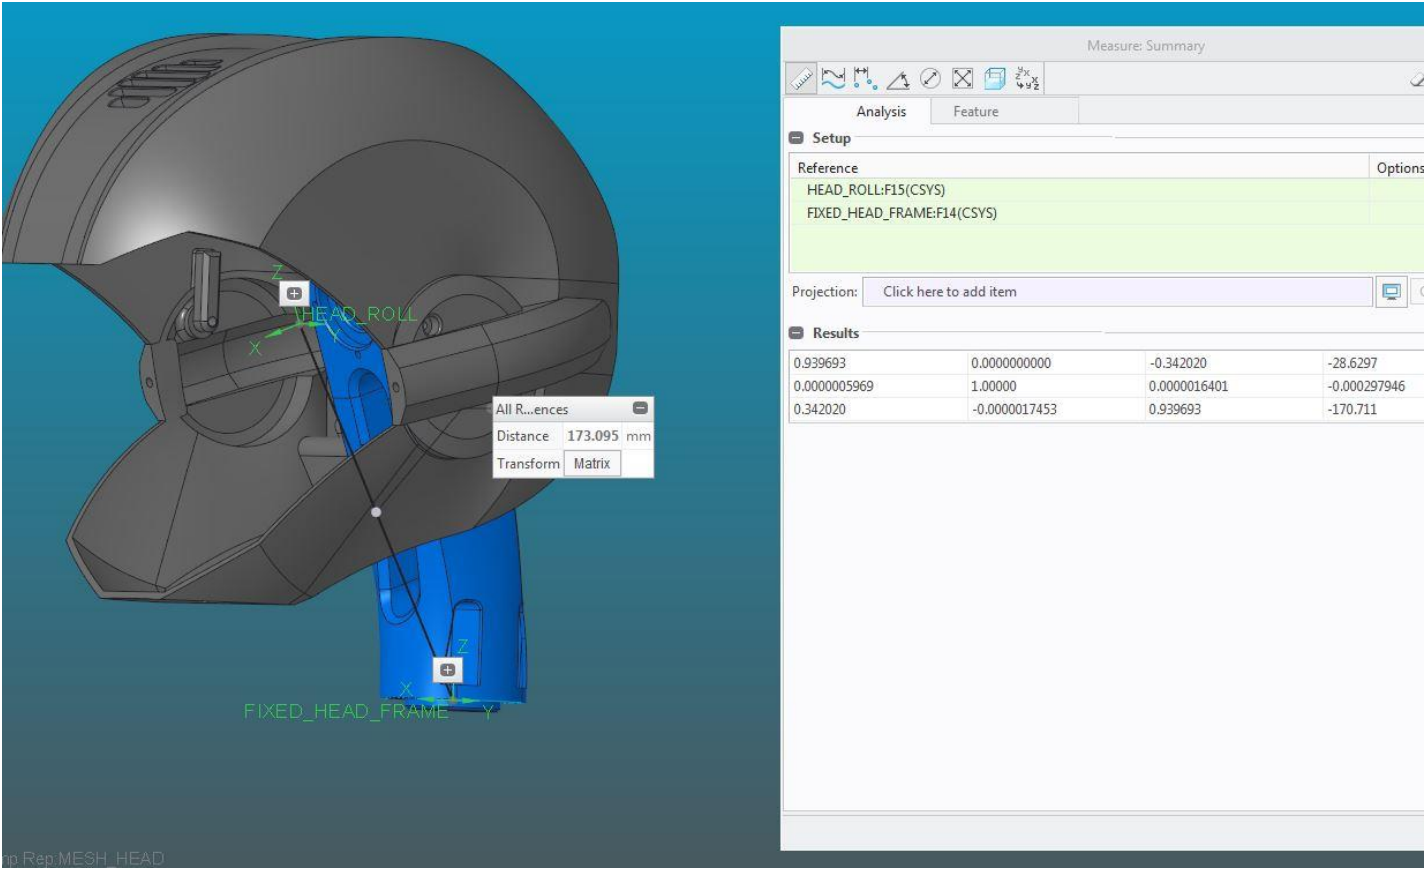 Measure: Summary
Analysis Feature
Setup
Reference Options
HEAD_ROLL:F15(CSYS)
FIXED_HEAD_FRAME:F14(CSYS)
Projection: Click here to add item
Results
0.939693 0.0000000000 -0.342020 -28.6297
0.0000005969 1.00000 0.0000016401 -0.000297946
0.342020 -0.0000017453 0.939693 -170.711
Z
HEAD_ROLL
X Y
All R...ences
Distance 173.095 mm
Transform Matrix
Z
X
FIXED_HEAD_FRAME Y
Rep:MESH_HEAD